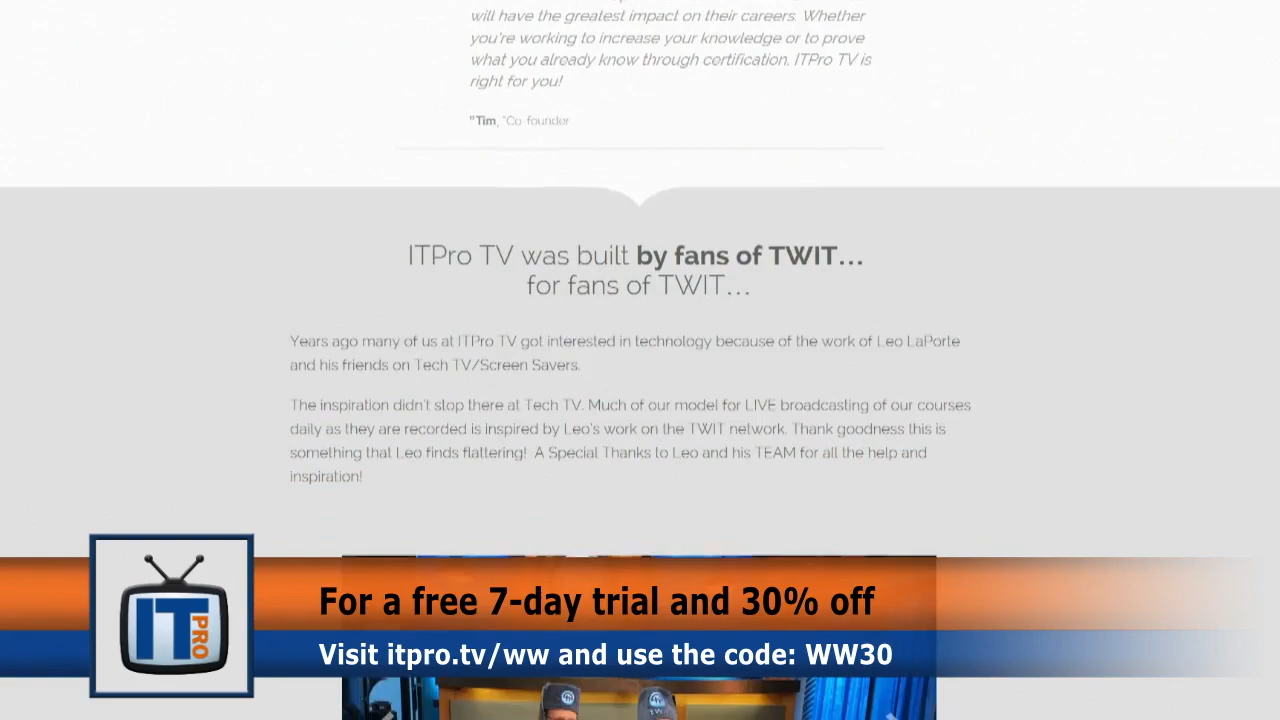 will have the greatest impact on their careers. Whether
you're working to increase your knowledge or to prove
what you already know through certification, ITPro TV is
right for you!
"Tim, "Co-founder
ITPro TV was built by fans of TWIT...
for fans of TWIT...
Years ago many of us at ITPro TV got interested in technology because of the work of Leo LaPorte
and his friends on Tech TV/Screen Savers.
The inspiration didn't stop there at Tech TV. Much of our model for LIVE broadcasting of our courses
daily as they are recorded is inspired by Leo's work on the TWIT network. Thank goodness this is
something that Leo finds flattering! A Special Thanks to Leo and his TEAM for all the help and
inspiration!
IT PRO
For a free 7-day trial and 30% off
Visit itpro.tv/ww and use the code: WW30
TWiT